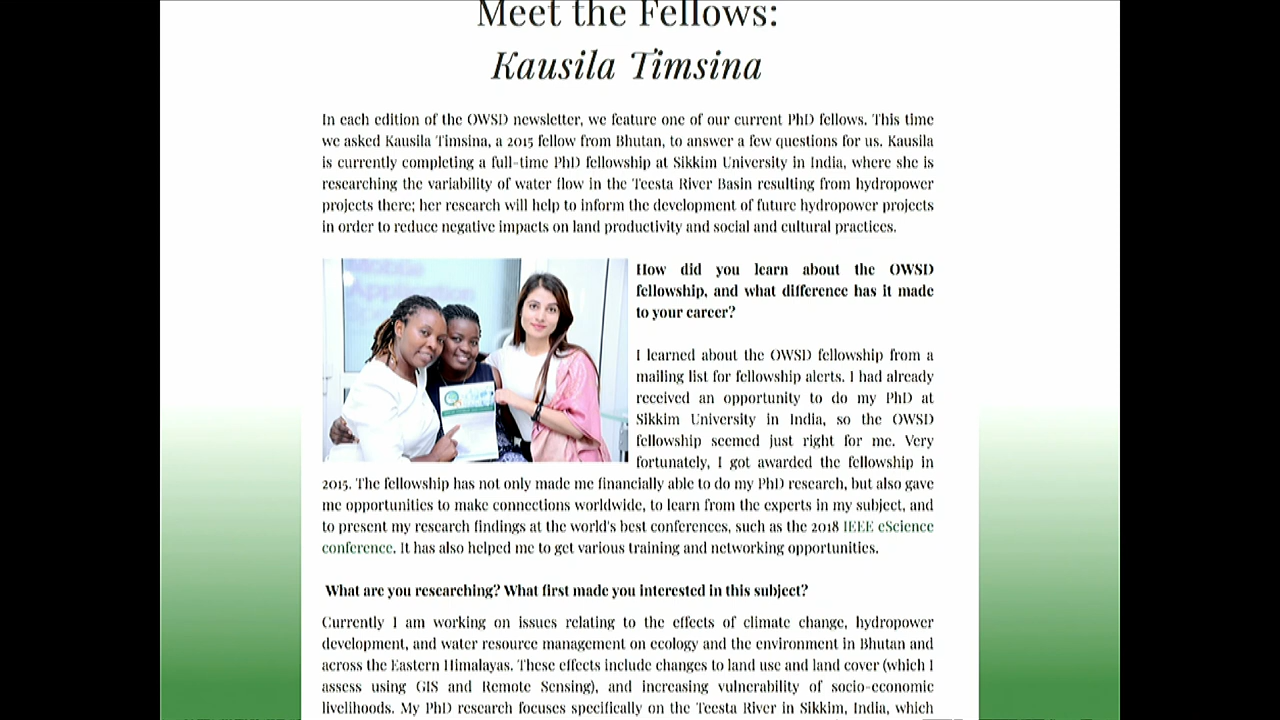 Meet the Fellows:
Kausila Timsina
In each edition of the OWSD newsletter, we feature one of our current PhD fellows. This time
we asked Kausila Timsina, a 2015 fellow from Bhutan, to answer a few questions for us. Kausila
is currently completing a full-time PhD fellowship at Sikkim University in India, where she is
researching the variability of water flow in the Teesta River Basin resulting from hydropower
projects there; her research will help to inform the development of future hydropower projects
in order to reduce negative impacts on land productivity and social and cultural practices.
Mobile
Application
How did you learn about the OWSD
fellowship, and what difference has it made
to your career?
I learned about the OWSD fellowship from a
mailing list for fellowship alerts. I had already
received an opportunity to do my PhD at
Sikkim University in India, so the OWSD
fellowship seemed just right for me. Very
fortunately, I got awarded the fellowship in
2015. The fellowship has not only made me financially able to do my PhD research, but also gave
me opportunities to make connections worldwide, to learn from the experts in my subject, and
to present my research findings at the world's best conferences, such as the 2018 IEEE eScience
conference. It has also helped me to get various training and networking opportunities.
What are you researching? What first made you interested in this subject?
Currently I am working on issues relating to the effects of climate change, hydropower
development, and water resource management on ecology and the environment in Bhutan and
across the Eastern Himalayas. These effects include changes to land use and land cover (which I
assess using GIS and Remote Sensing), and increasing vulnerability of socio-economic
livelihoods. My PhD research focuses specifically on the Teesta River in Sikkim, India, which